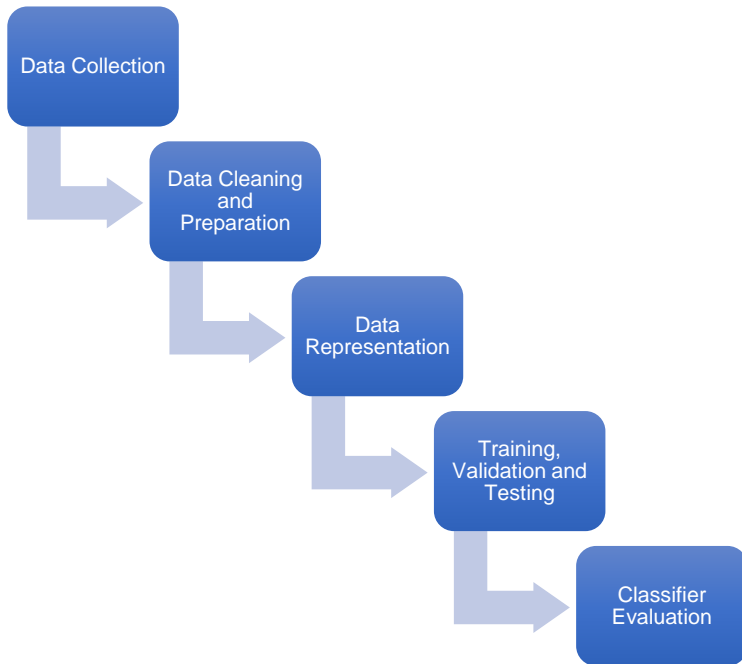 Data Collection
Data Cleaning
and
Preparation
Data
Representation
Training,
Validation and
Testing
Classifier
Evaluation